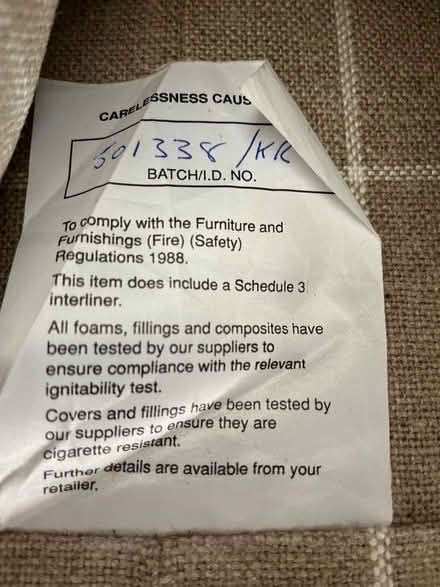 CARELESSNESS CAUS
501338/KR
BATCH/I.D. NO.
To comply with the Furniture and
Furnishings (Fire) (Safety)
Regulations 1988.
This item does include a Schedule 3
interliner.
All foams, fillings and composites have
been tested by our suppliers to
ensure compliance with the relevant
ignitability test.
Covers and fillings have been tested by
our suppliers to ensure they are
cigarette resistant.
Further details are available from your
retailer.